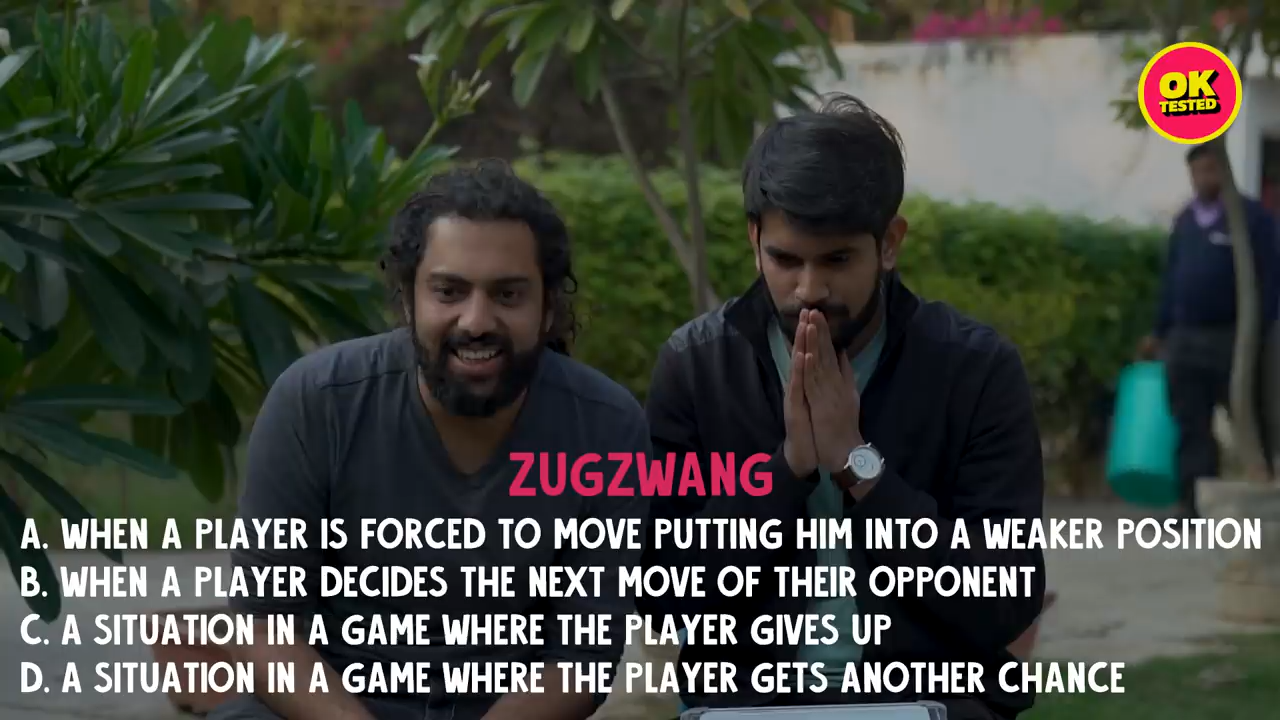 OK
TESTED
ZUGZWANG
A. WHEN A PLAYER IS FORCED TO MOVE PUTTING HIM INTO A WEAKER POSITION
B. WHEN A PLAYER DECIDES THE NEXT MOVE OF THEIR OPPONENT
C. A SITUATION IN A GAME WHERE THE PLAYER GIVES UP
D. A SITUATION IN A GAME WHERE THE PLAYER GETS ANOTHER CHANCE